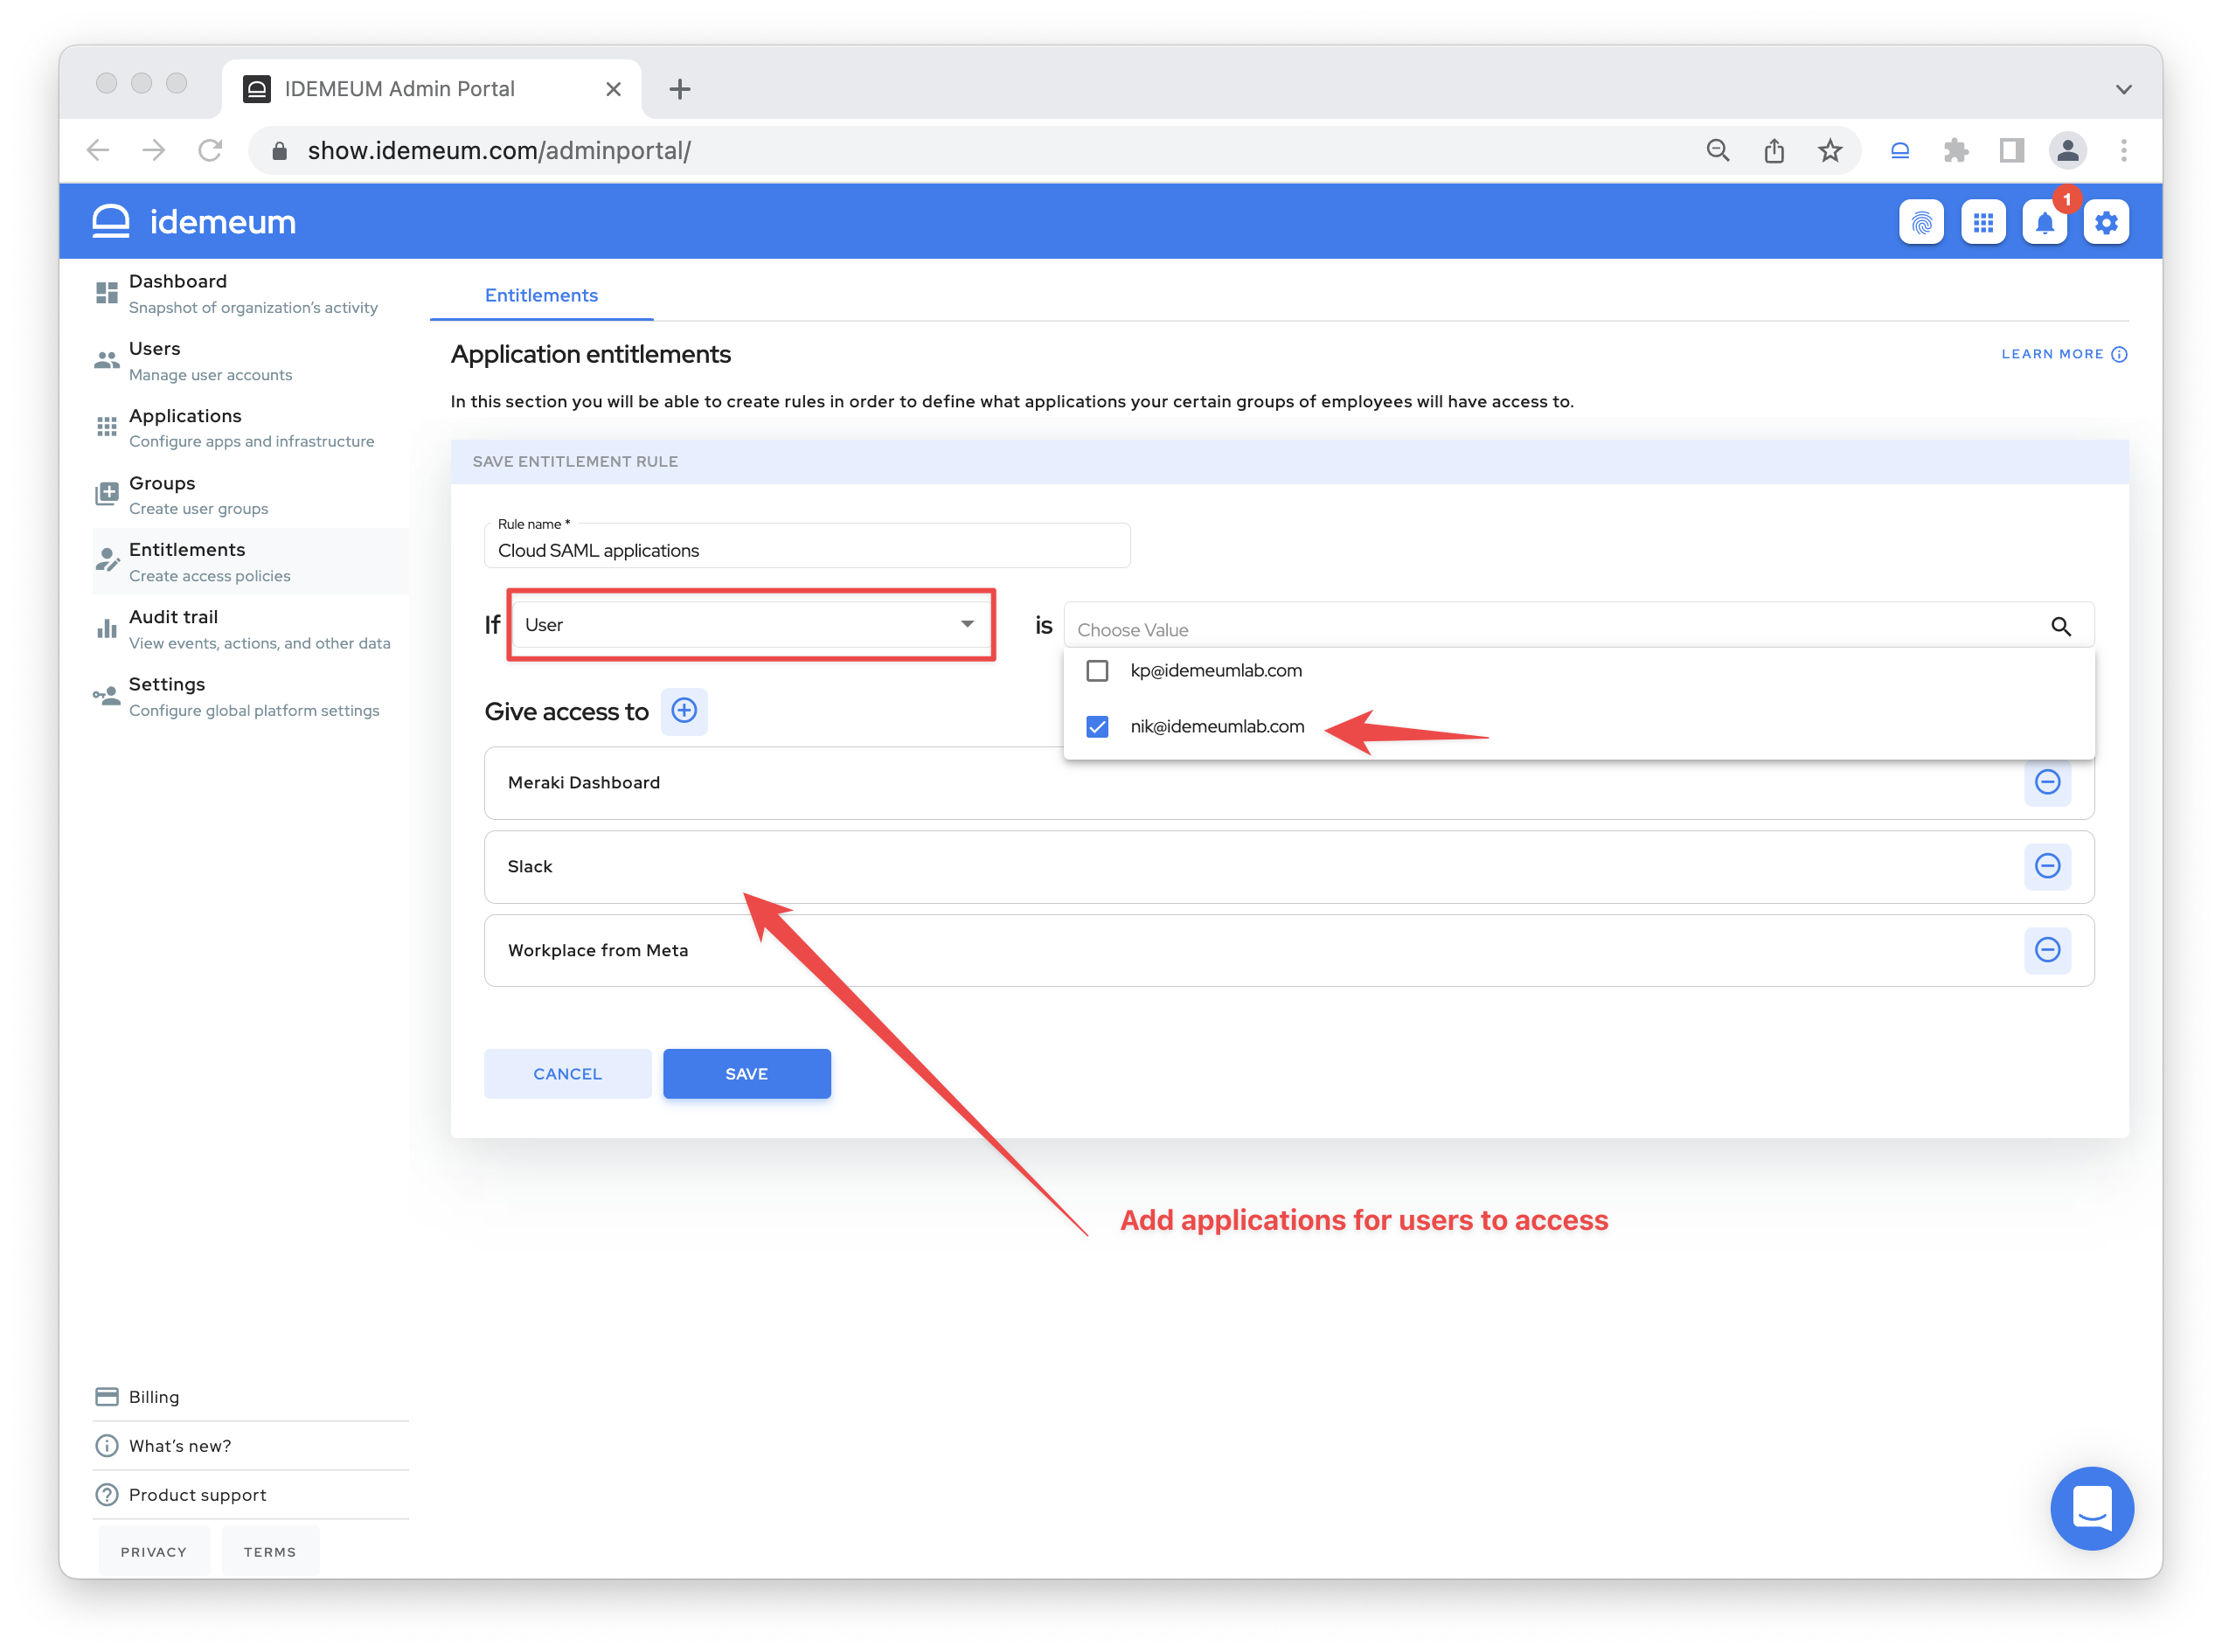 IDEMEUM Admin Portal
show.idemeum.com/adminportal/
idemeum
1
Dashboard
Snapshot of organization's activity
Users
Manage user accounts
Applications
Configure apps and infrastructure
Groups
Create user groups
Entitlements
Create access policies
Audit trail
View events, actions, and other data
Settings
Configure global platform settings
Billing
What's new?
Product support
PRIVACY TERMS
Entitlements
Application entitlements
LEARN MORE
In this section you will be able to create rules in order to define what applications your certain groups of employees will have access to.
SAVE ENTITLEMENT RULE
Rule name *
Cloud SAML applications
If User is Choose Value
kp@idemeumlab.com
nik@idemeumlab.com
Give access to
Meraki Dashboard
Slack
Workplace from Meta
CANCEL SAVE
Add applications for users to access